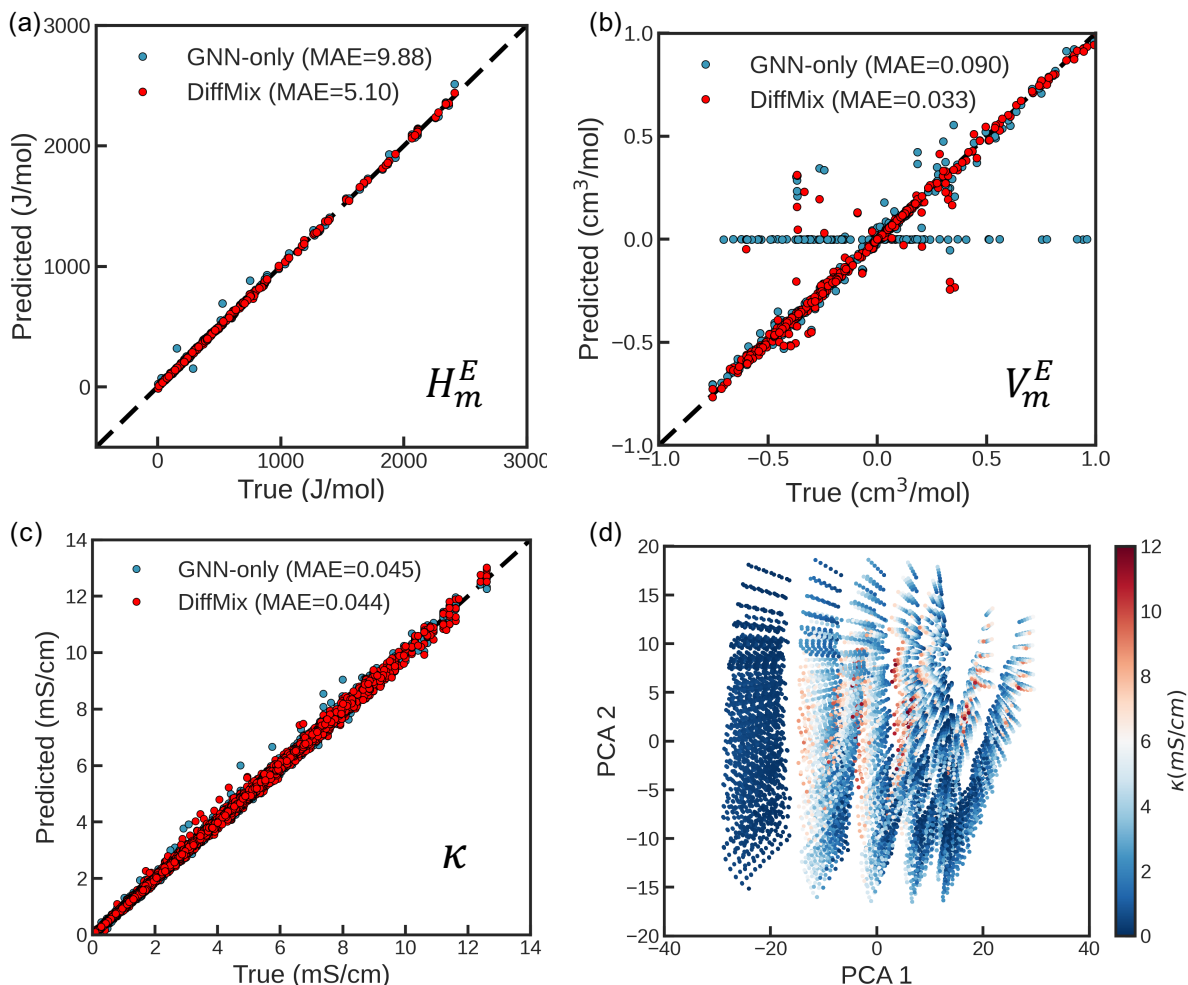 (a)
3000
2000
1000
0
Predicted (J/mol)
GNN-only (MAE=9.88)
DiffMix (MAE=5.10)
H_m^E
0 1000 2000 3000
True (J/mol)
(b)
1.0
0.5
0.0
−0.5
−1.0
Predicted (cm³/mol)
GNN-only (MAE=0.090)
DiffMix (MAE=0.033)
V_m^E
−1.0 −0.5 0.0 0.5 1.0
True (cm³/mol)
(c)
14
12
10
8
6
4
2
0
Predicted (mS/cm)
GNN-only (MAE=0.045)
DiffMix (MAE=0.044)
κ
0 2 4 6 8 10 12 14
True (mS/cm)
(d)
20
15
10
5
0
−5
−10
−15
−20
PCA 2
−40 −20 0 20 40
PCA 1
12
10
8
6
4
2
0
κ(mS/cm)